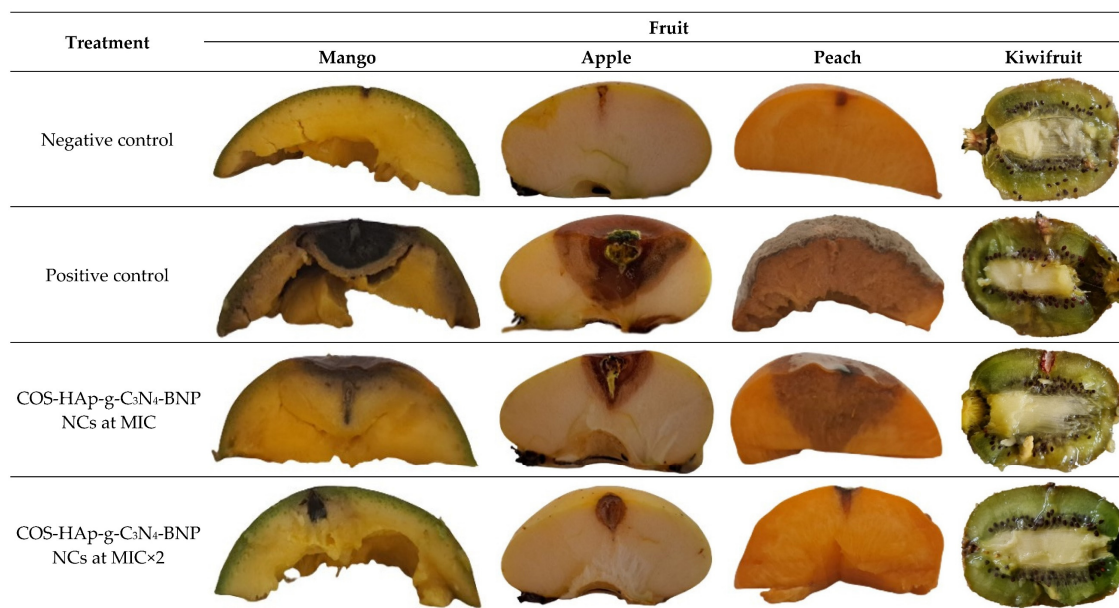 Treatment
Fruit
Mango Apple Peach Kiwifruit
Negative control
Positive control
COS-HAp-g-C₃N₄-BNP
NCs at MIC
COS-HAp-g-C₃N₄-BNP
NCs at MIC×2